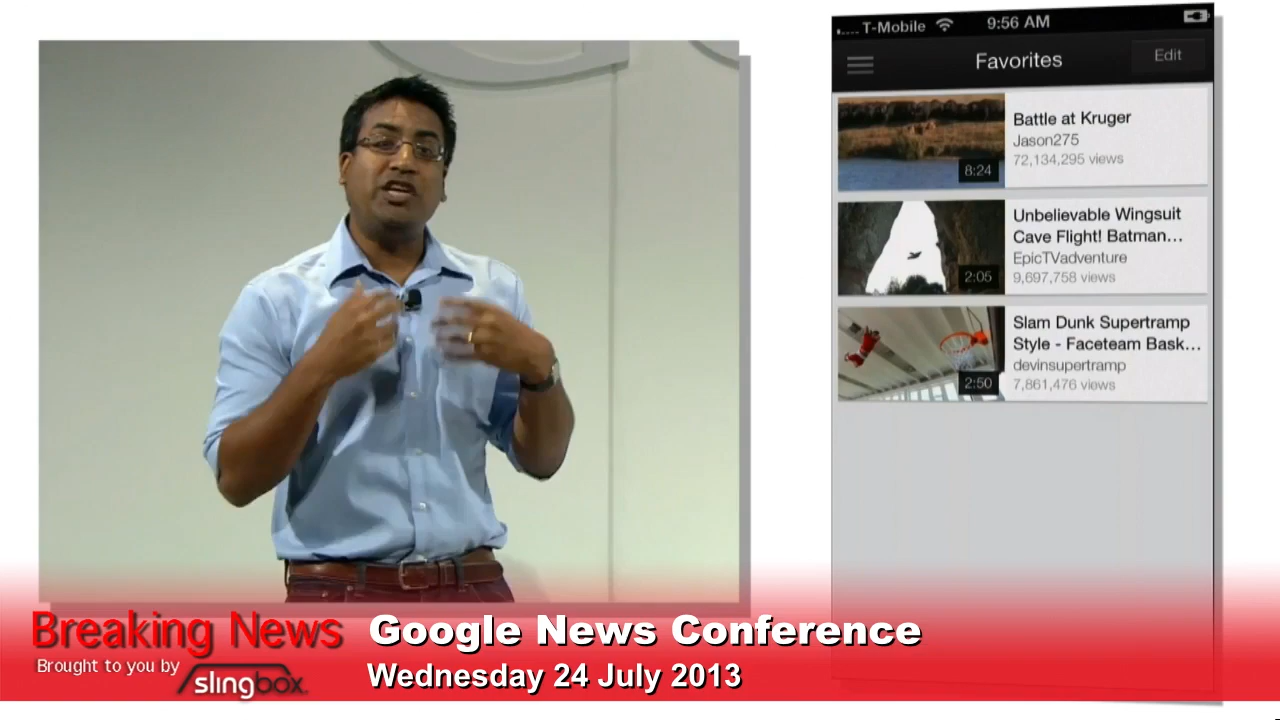 T-Mobile
9:56 AM
Favorites
Edit
8:24
Battle at Kruger
Jason275
72,134,295 views
2:05
Unbelievable Wingsuit
Cave Flight! Batman...
EpicTVadventure
9,697,758 views
2:50
Slam Dunk Supertramp
Style - Faceteam Bask...
devinsupertramp
7,861,476 views
Breaking News
Brought to you by
slingbox
Google News Conference
Wednesday 24 July 2013